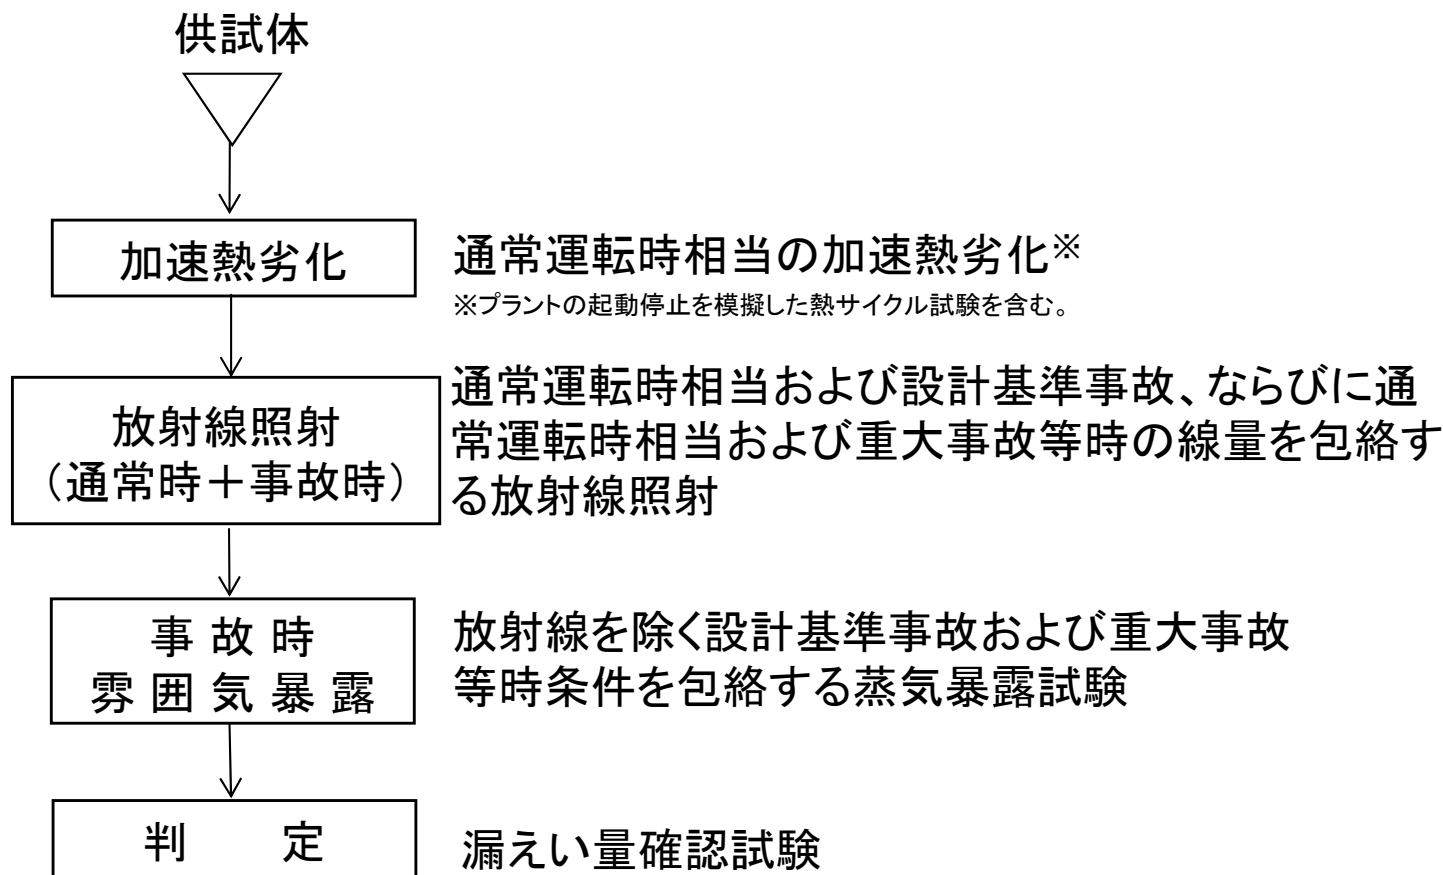 供試体
加速熱劣化
通常運転時相当の加速熱劣化※
※プラントの起動停止を模擬した熱サイクル試験を含む。
放射線照射
（通常時＋事故時）
通常運転時相当および設計基準事故、ならびに通
常運転時相当および重大事故等時の線量を包絡す
る放射線照射
事 故 時
雰 囲 気 暴 露
放射線を除く設計基準事故および重大事故
等時条件を包絡する蒸気暴露試験
判　　定
漏えい量確認試験